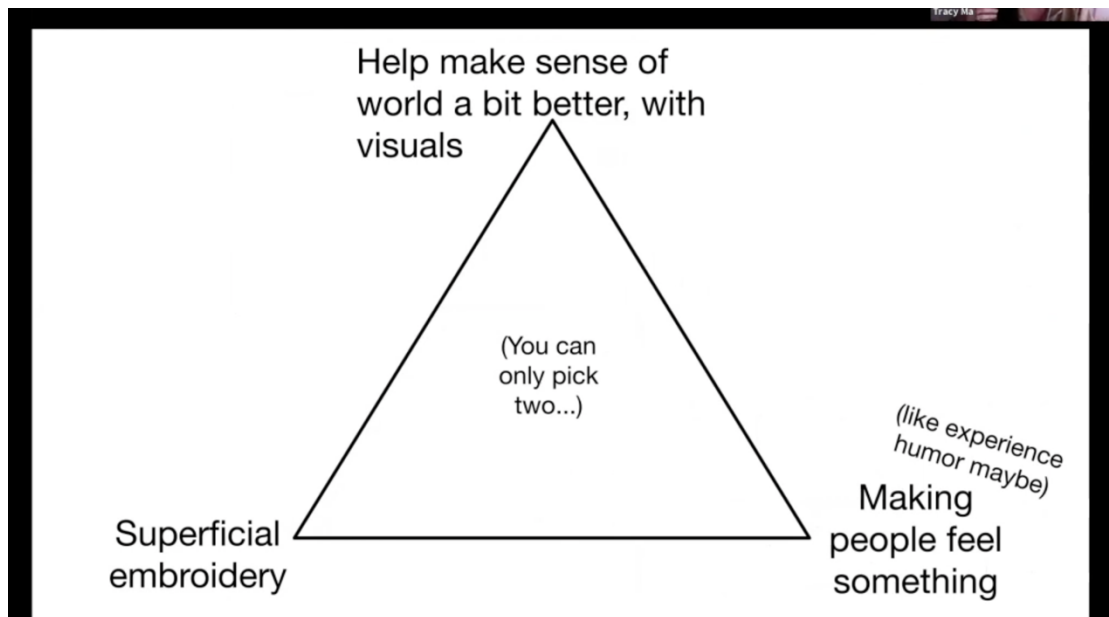 Tracy Ma
Help make sense of
world a bit better, with
visuals
(You can
only pick
two...)
(like experience
humor maybe)
Superficial
embroidery
Making
people feel
something